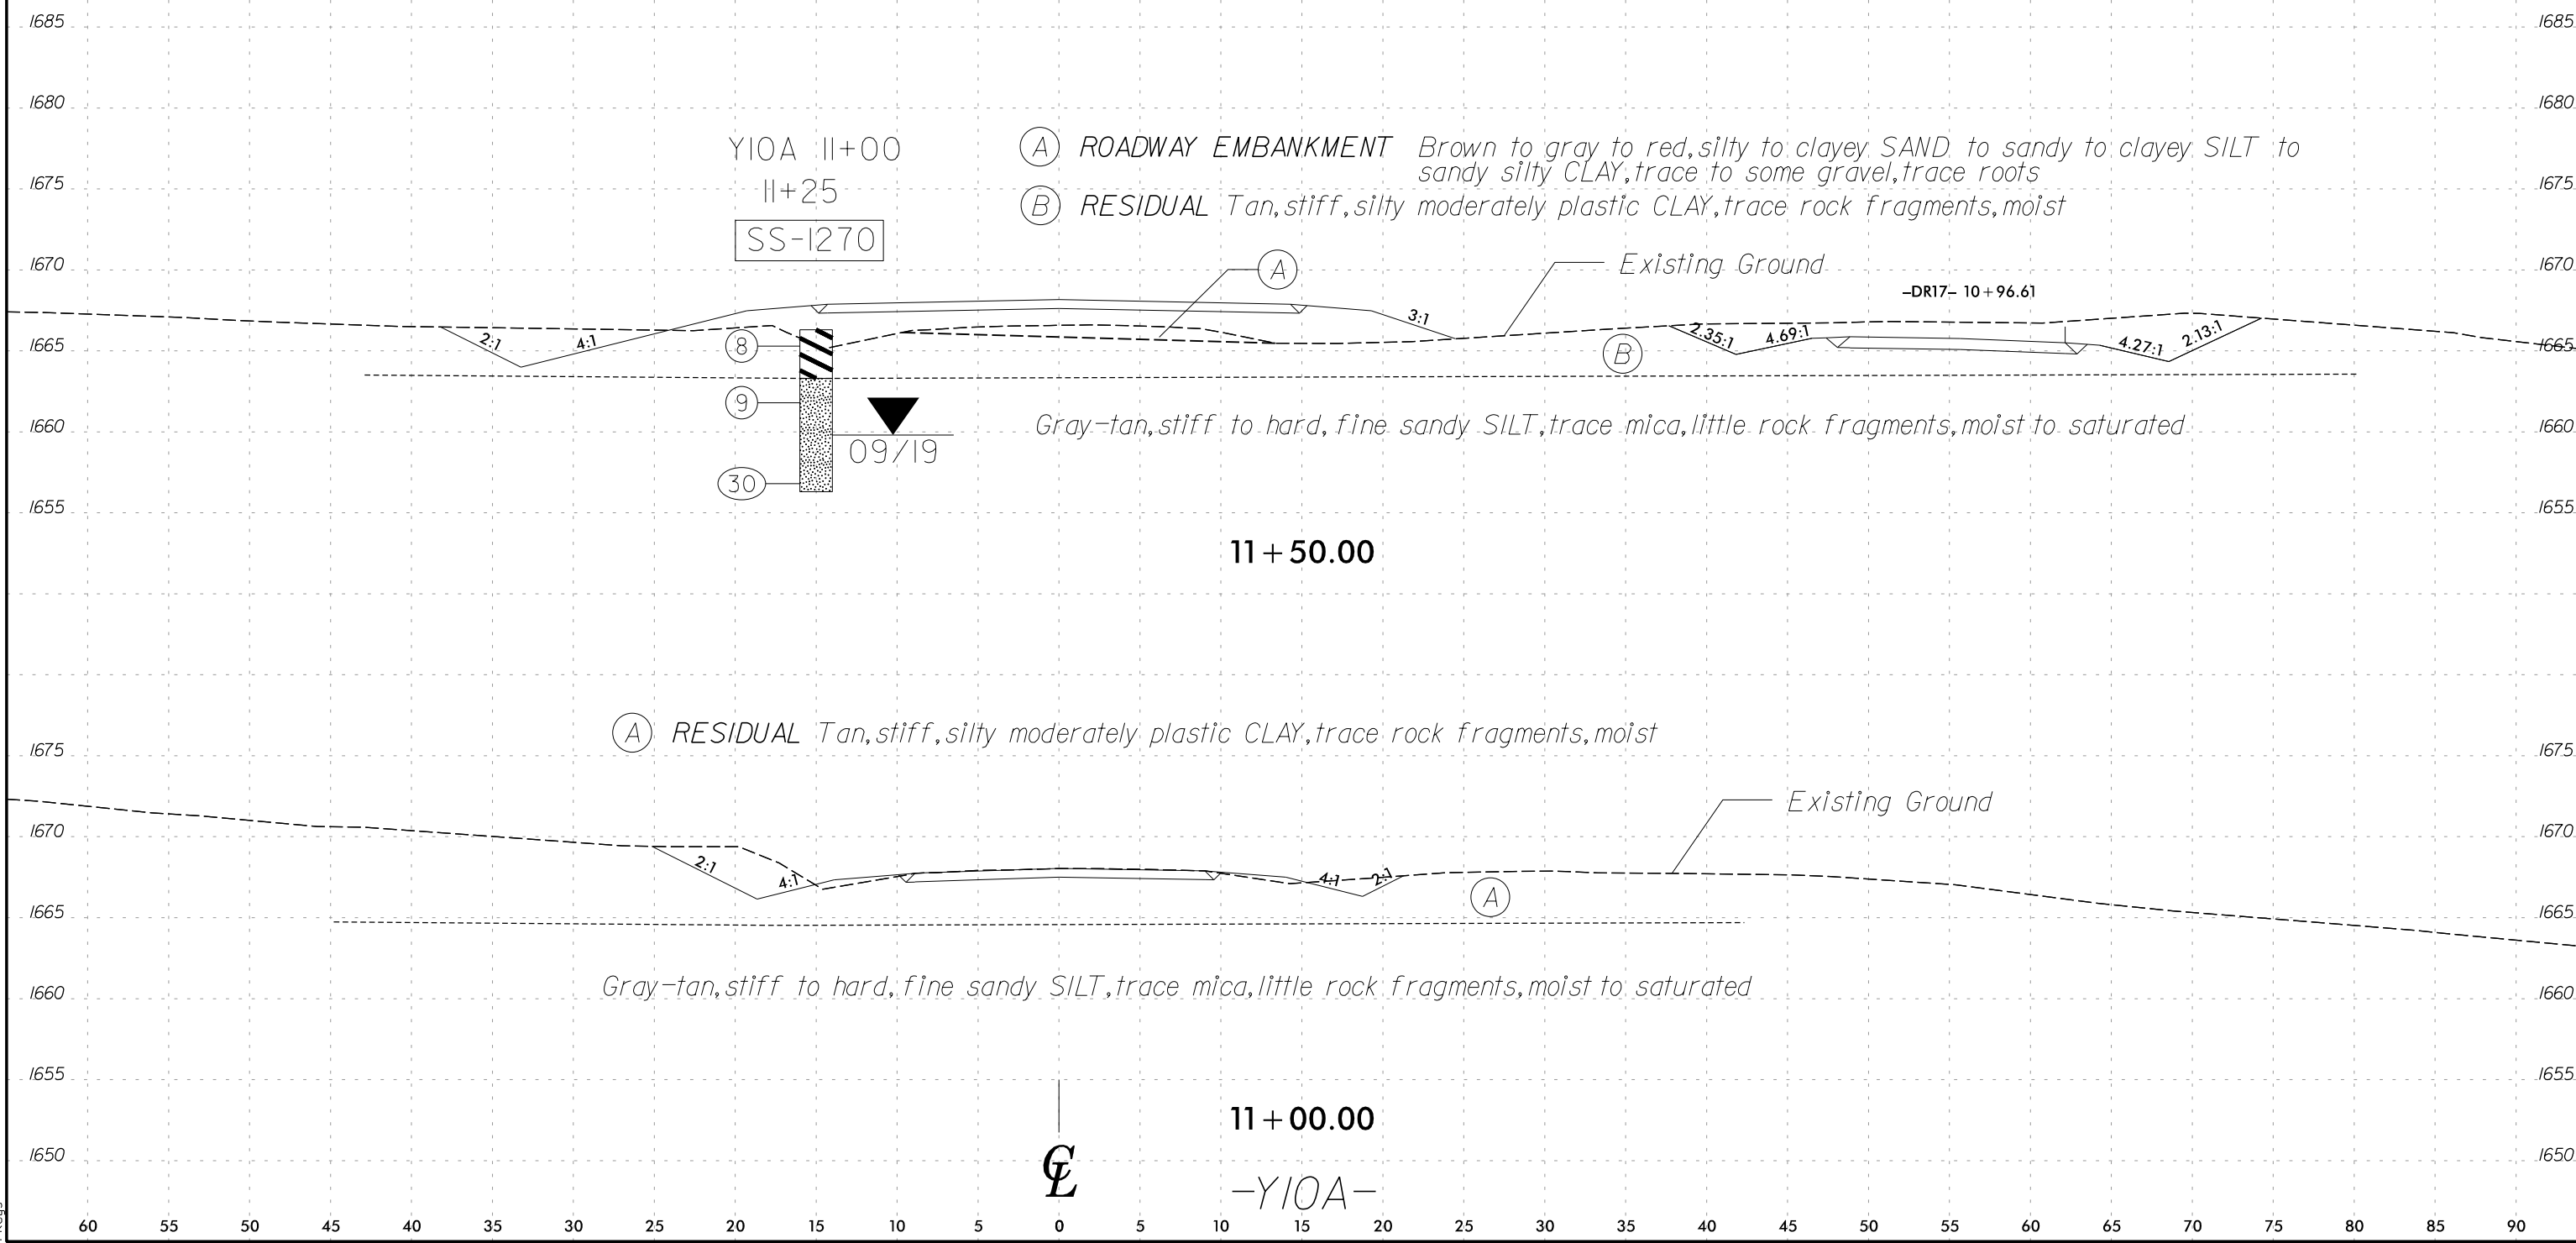 1685 1685
1680 1680
Y10A 11+00
11+25
SS-1270
A ROADWAY EMBANKMENT Brown to gray to red, silty to clayey SAND to sandy to clayey SILT to
sandy silty CLAY, trace to some gravel, trace roots
1675 1675
B RESIDUAL Tan, stiff, silty moderately plastic CLAY, trace rock fragments, moist
1670 A Existing Ground 1670
-DR17- 10+96.61
2:1 4:1 3:1 2.35:1 4.69:1 4.27:1 2.13:1
1665 8 B 1665
9
1660 Gray-tan, stiff to hard, fine sandy SILT, trace mica, little rock fragments, moist to saturated 1660
09/19
30
1655 1655
11+50.00
A RESIDUAL Tan, stiff, silty moderately plastic CLAY, trace rock fragments, moist
1675 1675
Existing Ground
1670 1670
2:1 4:1 4:1 2:1
A
1665 1665
1660 Gray-tan, stiff to hard, fine sandy SILT, trace mica, little rock fragments, moist to saturated 1660
1655 1655
11+00.00
1650 ℄ 1650
-Y10A-
60 55 50 45 40 35 30 25 20 15 10 5 0 5 10 15 20 25 30 35 40 45 50 55 60 65 70 75 80 85 90